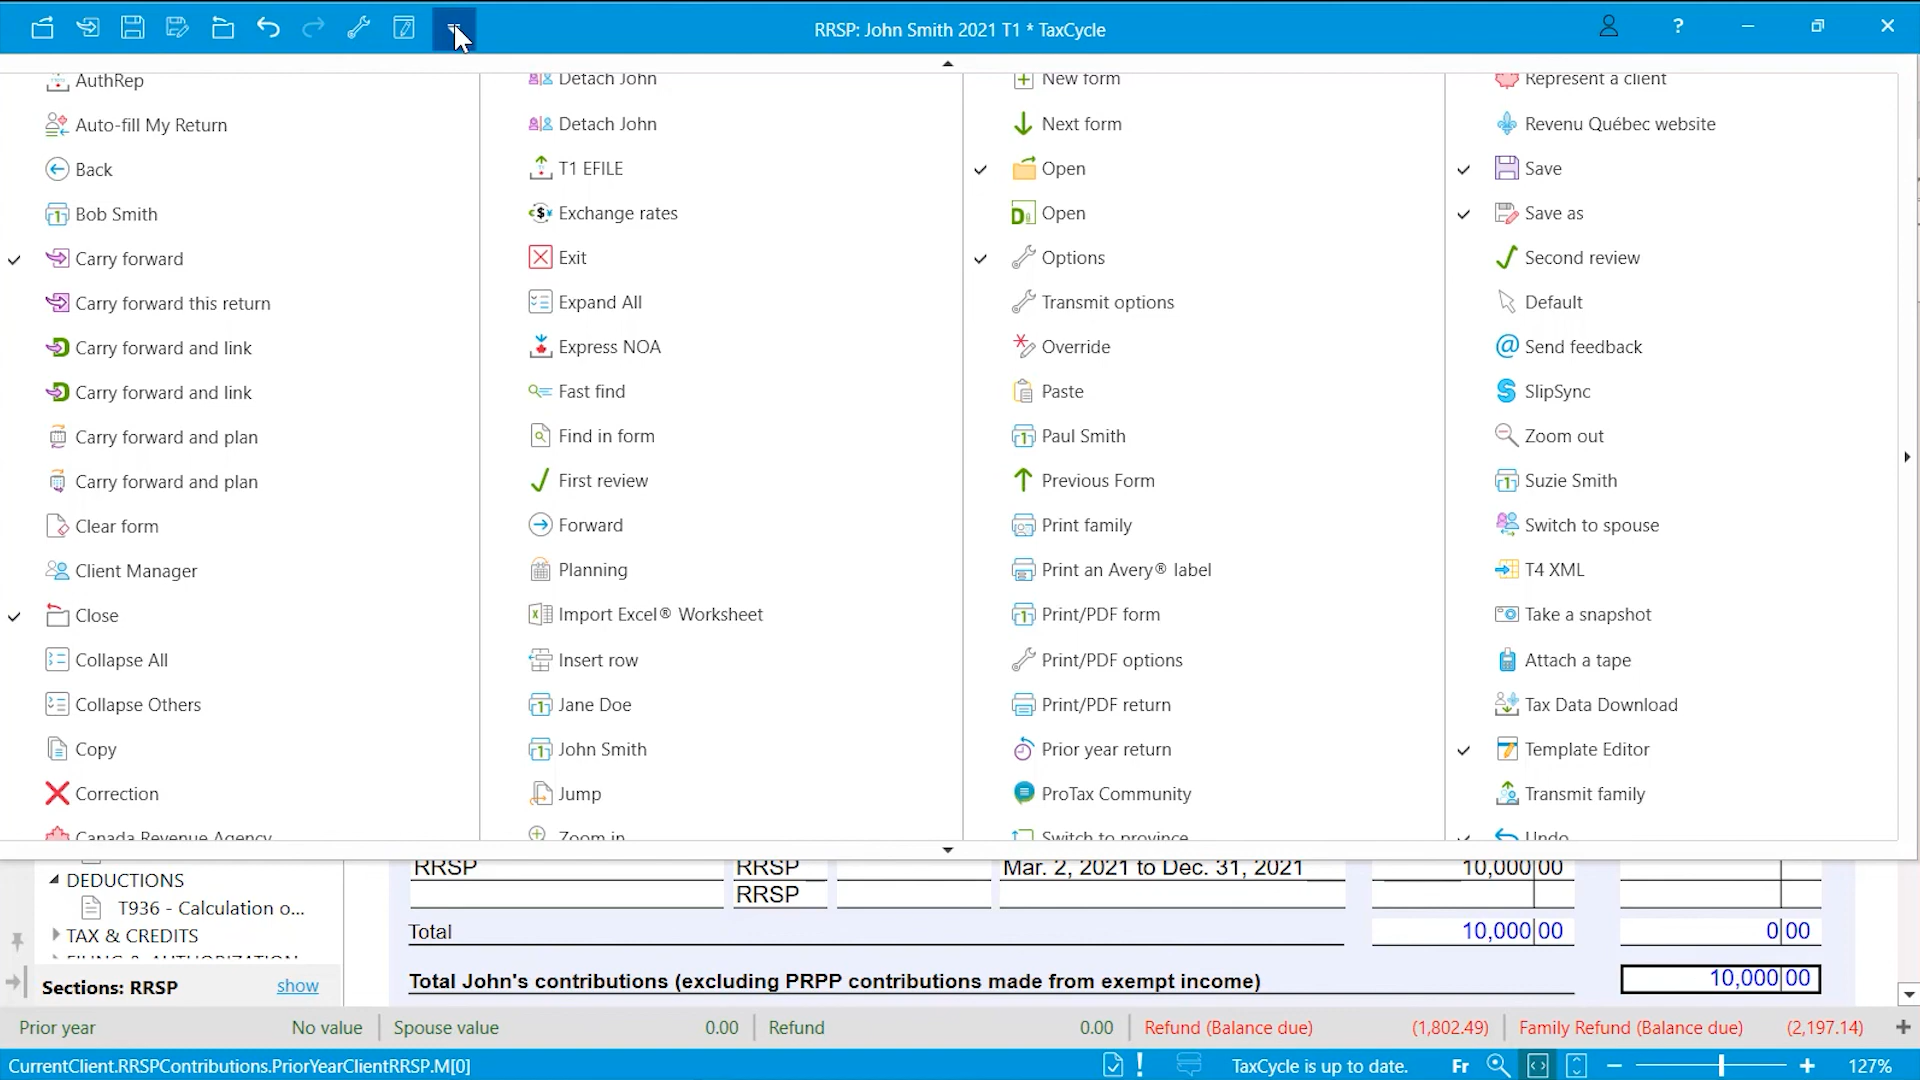 RRSP: John Smith 2021 T1 * TaxCycle
?
AuthRep
Auto-fill My Return
Back
Bob Smith
Carry forward
Carry forward this return
Carry forward and link
Carry forward and link
Carry forward and plan
Carry forward and plan
Clear form
Client Manager
Close
Collapse All
Collapse Others
Copy
Correction
Canada Revenue Agency
Detach John
Detach John
T1 EFILE
Exchange rates
Exit
Expand All
Express NOA
Fast find
Find in form
First review
Forward
Planning
Import Excel® Worksheet
Insert row
Jane Doe
John Smith
Jump
Zoom in
New form
Next form
Open
Open
Options
Transmit options
Override
Paste
Paul Smith
Previous Form
Print family
Print an Avery® label
Print/PDF form
Print/PDF options
Print/PDF return
Prior year return
ProTax Community
Switch to province
Represent a client
Revenu Québec website
Save
Save as
Second review
Default
Send feedback
SlipSync
Zoom out
Suzie Smith
Switch to spouse
T4 XML
Take a snapshot
Attach a tape
Tax Data Download
Template Editor
Transmit family
Undo
DEDUCTIONS
T936 - Calculation o...
TAX & CREDITS
FILING & AUTHORIZATION
Sections: RRSP show
RRSP RRSP Mar. 2, 2021 to Dec. 31, 2021 10,000 00
RRSP
Total 10,000 00 0 00
Total John's contributions (excluding PRPP contributions made from exempt income) 10,000 00
Prior year No value Spouse value 0.00 Refund 0.00 Refund (Balance due) (1,802.49) Family Refund (Balance due) (2,197.14) +
CurrentClient.RRSPContributions.PriorYearClientRRSP.M[0] ! TaxCycle is up to date. Fr 127%